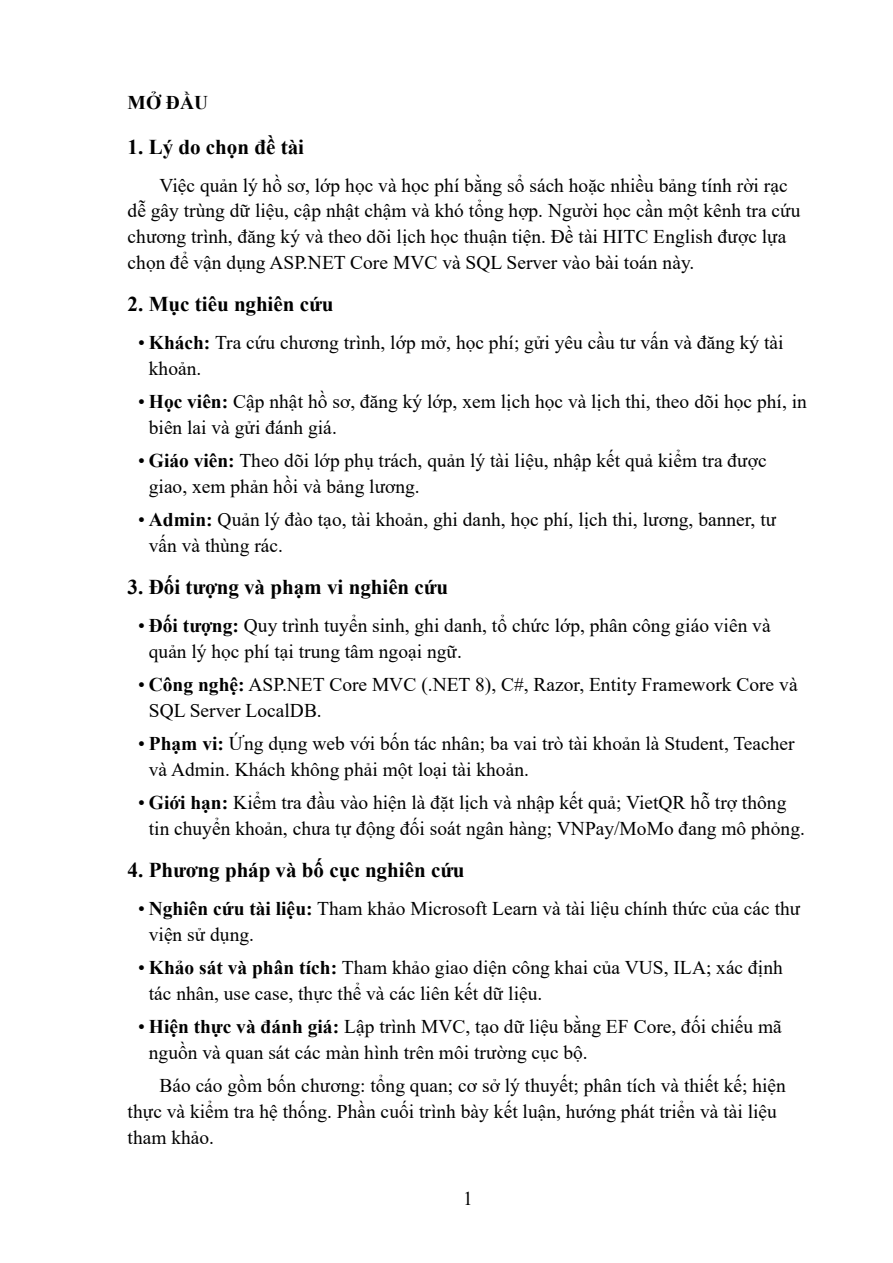 MỞ ĐẦU
1. Lý do chọn đề tài
Việc quản lý hồ sơ, lớp học và học phí bằng sổ sách hoặc nhiều bảng tính rời rạc
dễ gây trùng dữ liệu, cập nhật chậm và khó tổng hợp. Người học cần một kênh tra cứu
chương trình, đăng ký và theo dõi lịch học thuận tiện. Đề tài HITC English được lựa
chọn để vận dụng ASP.NET Core MVC và SQL Server vào bài toán này.
2. Mục tiêu nghiên cứu
• Khách: Tra cứu chương trình, lớp mở, học phí; gửi yêu cầu tư vấn và đăng ký tài
khoản.
• Học viên: Cập nhật hồ sơ, đăng ký lớp, xem lịch học và lịch thi, theo dõi học phí, in
biên lai và gửi đánh giá.
• Giáo viên: Theo dõi lớp phụ trách, quản lý tài liệu, nhập kết quả kiểm tra được
giao, xem phản hồi và bảng lương.
• Admin: Quản lý đào tạo, tài khoản, ghi danh, học phí, lịch thi, lương, banner, tư
vấn và thùng rác.
3. Đối tượng và phạm vi nghiên cứu
• Đối tượng: Quy trình tuyển sinh, ghi danh, tổ chức lớp, phân công giáo viên và
quản lý học phí tại trung tâm ngoại ngữ.
• Công nghệ: ASP.NET Core MVC (.NET 8), C#, Razor, Entity Framework Core và
SQL Server LocalDB.
• Phạm vi: Ứng dụng web với bốn tác nhân; ba vai trò tài khoản là Student, Teacher
và Admin. Khách không phải một loại tài khoản.
• Giới hạn: Kiểm tra đầu vào hiện là đặt lịch và nhập kết quả; VietQR hỗ trợ thông
tin chuyển khoản, chưa tự động đối soát ngân hàng; VNPay/MoMo đang mô phỏng.
4. Phương pháp và bố cục nghiên cứu
• Nghiên cứu tài liệu: Tham khảo Microsoft Learn và tài liệu chính thức của các thư
viện sử dụng.
• Khảo sát và phân tích: Tham khảo giao diện công khai của VUS, ILA; xác định
tác nhân, use case, thực thể và các liên kết dữ liệu.
• Hiện thực và đánh giá: Lập trình MVC, tạo dữ liệu bằng EF Core, đối chiếu mã
nguồn và quan sát các màn hình trên môi trường cục bộ.
Báo cáo gồm bốn chương: tổng quan; cơ sở lý thuyết; phân tích và thiết kế; hiện
thực và kiểm tra hệ thống. Phần cuối trình bày kết luận, hướng phát triển và tài liệu
tham khảo.
1